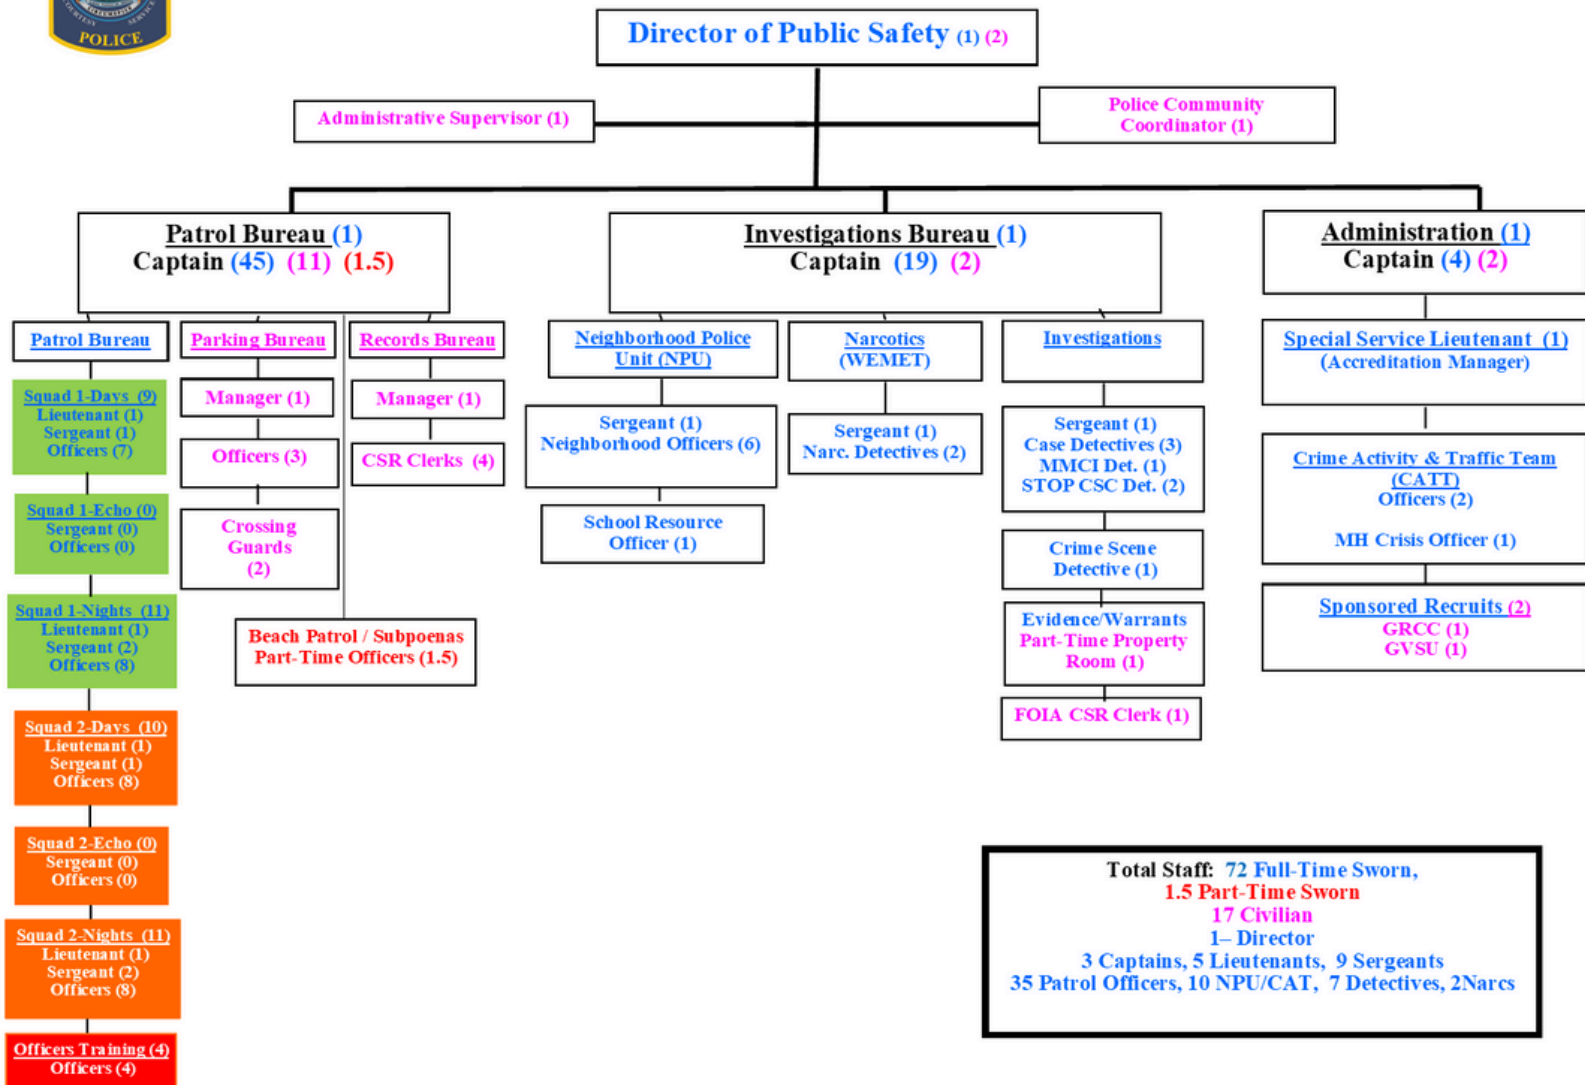 COURTESY SERVICE
POLICE
Director of Public Safety (1) (2)
Administrative Supervisor (1)
Police Community
Coordinator (1)
Patrol Bureau (1)
Captain (45) (11) (1.5)
Investigations Bureau (1)
Captain (19) (2)
Administration (1)
Captain (4) (2)
Patrol Bureau
Squad 1-Days (9)
Lieutenant (1)
Sergeant (1)
Officers (7)
Squad 1-Echo (0)
Sergeant (0)
Officers (0)
Squad 1-Nights (11)
Lieutenant (1)
Sergeant (2)
Officers (8)
Squad 2-Days (10)
Lieutenant (1)
Sergeant (1)
Officers (8)
Squad 2-Echo (0)
Sergeant (0)
Officers (0)
Squad 2-Nights (11)
Lieutenant (1)
Sergeant (2)
Officers (8)
Officers Training (4)
Officers (4)
Parking Bureau
Manager (1)
Officers (3)
Crossing
Guards
(2)
Records Bureau
Manager (1)
CSR Clerks (4)
Beach Patrol / Subpoenas
Part-Time Officers (1.5)
Neighborhood Police
Unit (NPU)
Sergeant (1)
Neighborhood Officers (6)
School Resource
Officer (1)
Narcotics
(WEMET)
Sergeant (1)
Narc. Detectives (2)
Investigations
Sergeant (1)
Case Detectives (3)
MMCI Det. (1)
STOP CSC Det. (2)
Crime Scene
Detective (1)
Evidence/Warrants
Part-Time Property
Room (1)
FOIA CSR Clerk (1)
Special Service Lieutenant (1)
(Accreditation Manager)
Crime Activity & Traffic Team
(CATT)
Officers (2)
MH Crisis Officer (1)
Sponsored Recruits (2)
GRCC (1)
GVSU (1)
Total Staff: 72 Full-Time Sworn,
1.5 Part-Time Sworn
17 Civilian
1– Director
3 Captains, 5 Lieutenants, 9 Sergeants
35 Patrol Officers, 10 NPU/CAT, 7 Detectives, 2Narcs